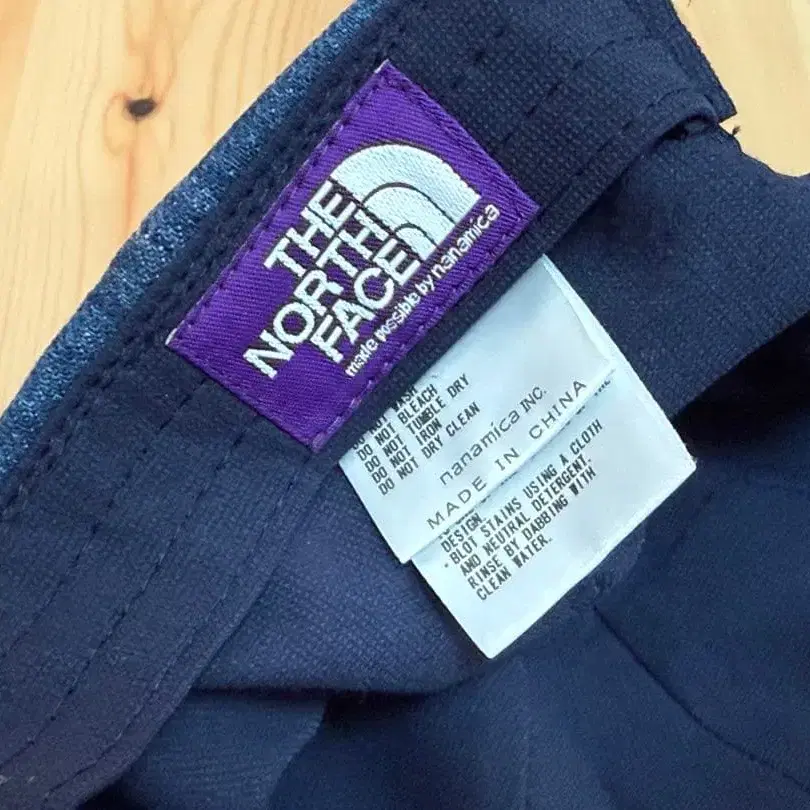 THE
NORTH
FACE
made possible by nanamica
WASH
DO NOT BLEACH
DO NOT TUMBLE DRY
DO NOT IRON
DO NOT DRY CLEAN
nanamica INC.
MADE IN CHINA
DESIGN.
•BLOT STAINS USING A CLOTH
AND NEUTRAL DETERGENT.
RINSE BY DABBING WITH
CLEAN WATER.